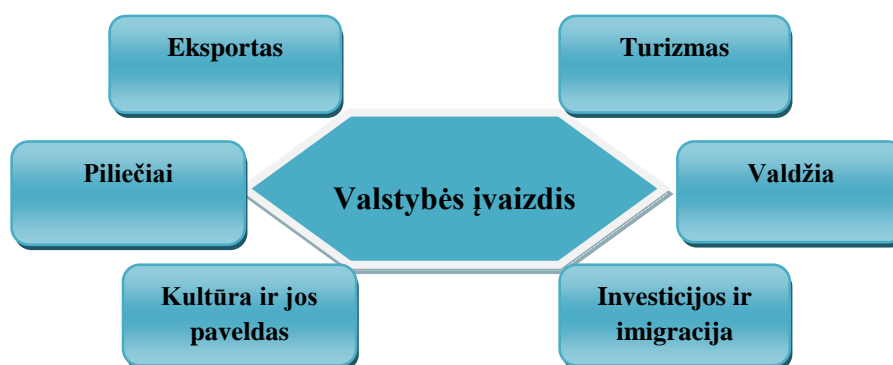 Eksportas
Turizmas
Piliečiai
Valstybės įvaizdis
Valdžia
Kultūra ir jos
paveldas
Investicijos ir
imigracija